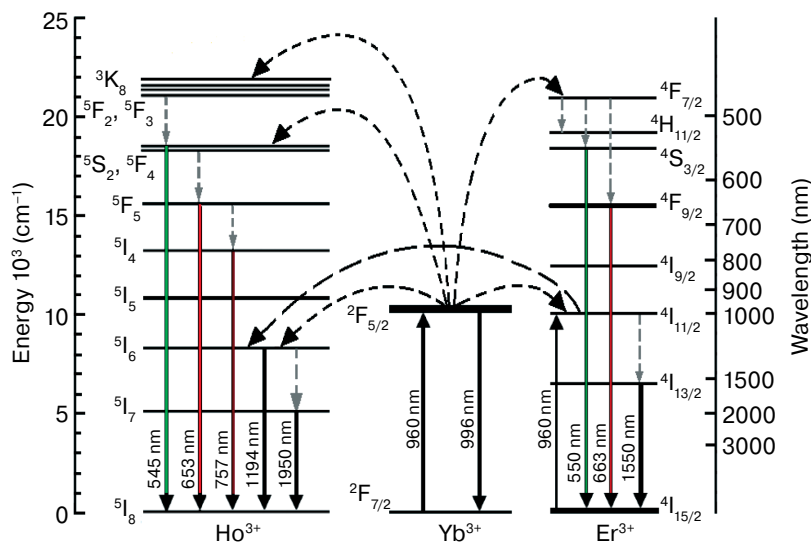 Energy 10³ (cm⁻¹)
25
20
15
10
5
0
³K₈
⁵F₂, ⁵F₃
⁵S₂, ⁵F₄
⁵F₅
⁵I₄
⁵I₅
⁵I₆
⁵I₇
⁵I₈
545 nm
653 nm
757 nm
1194 nm
1950 nm
Ho³⁺
²F₅/₂
²F₇/₂
960 nm
996 nm
Yb³⁺
⁴F₇/₂
⁴H₁₁/₂
⁴S₃/₂
⁴F₉/₂
⁴I₉/₂
⁴I₁₁/₂
⁴I₁₃/₂
⁴I₁₅/₂
960 nm
550 nm
663 nm
1550 nm
Er³⁺
500
600
700
800
900
1000
1500
2000
3000
Wavelength (nm)